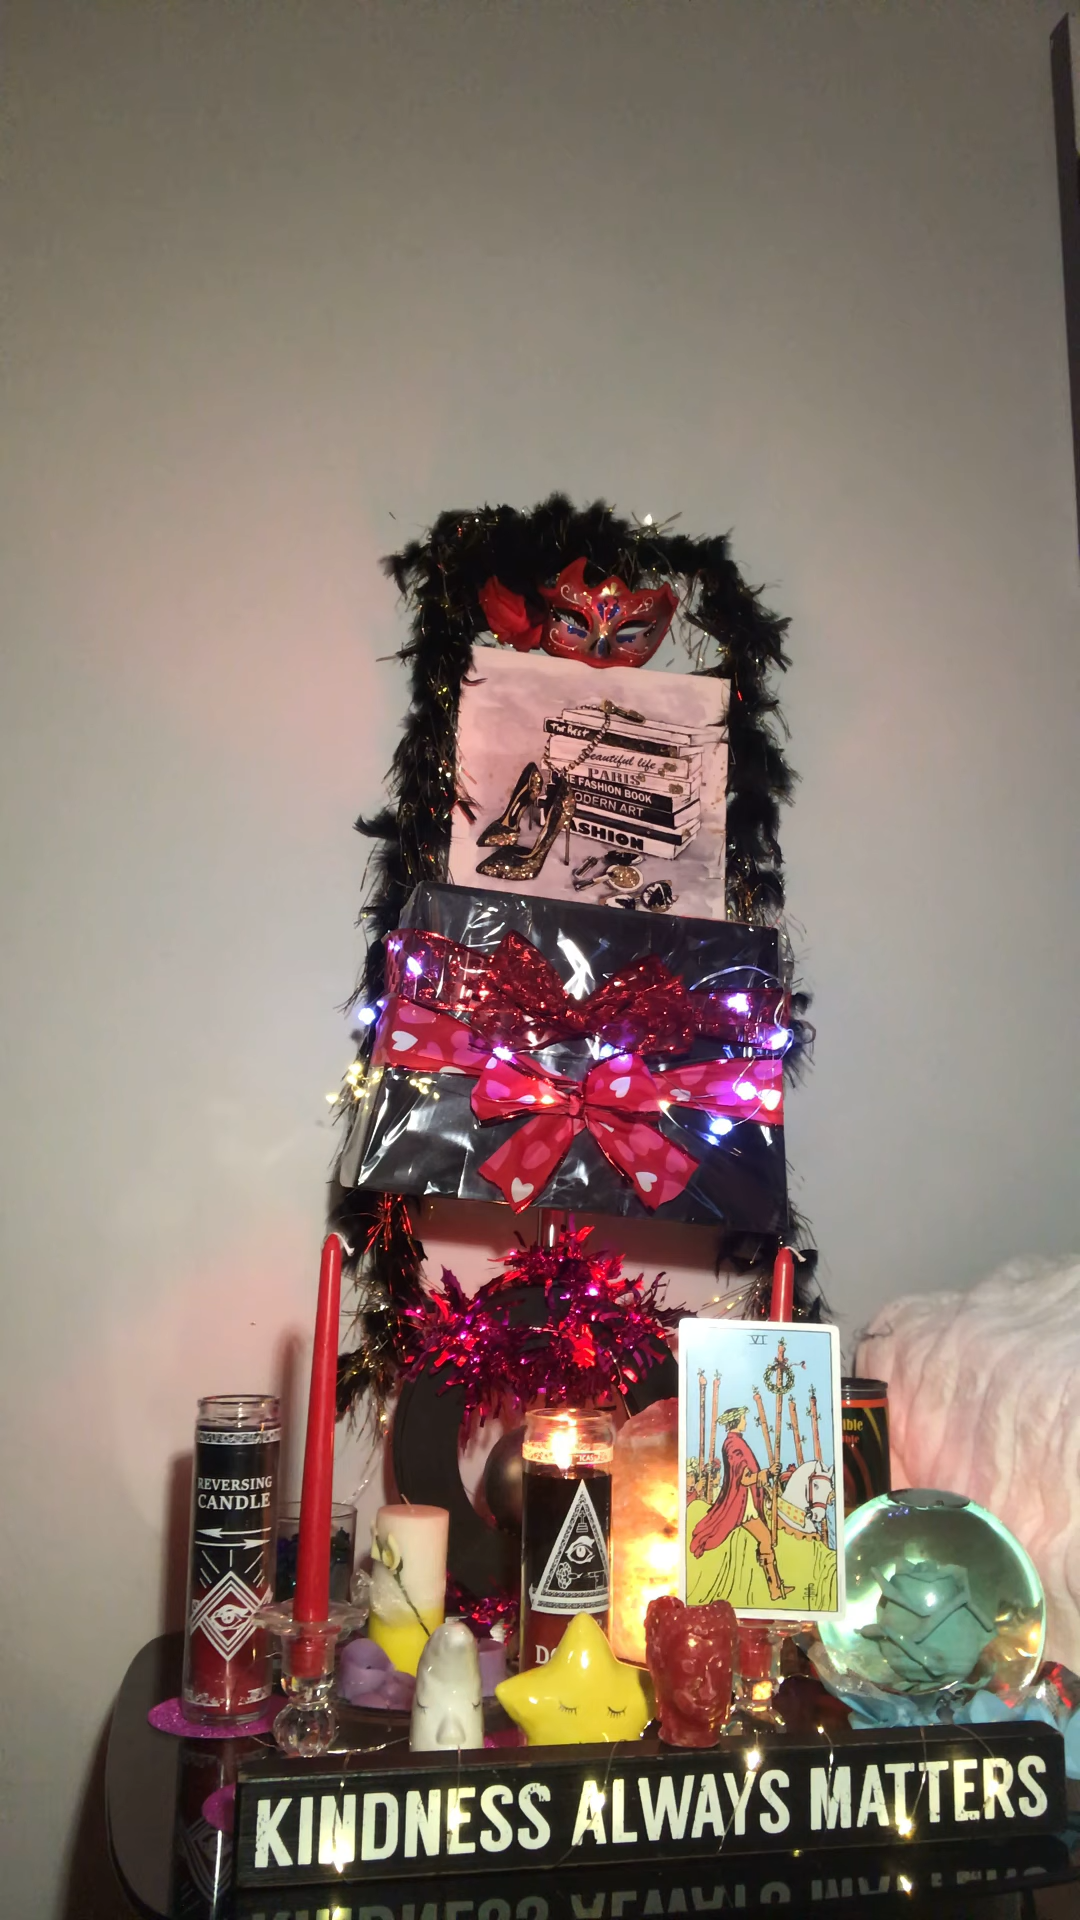 The Best
Beautiful life
PARIS
THE FASHION BOOK
MODERN ART
FASHION
VI
REVERSING
CANDLE
KINDNESS ALWAYS MATTERS